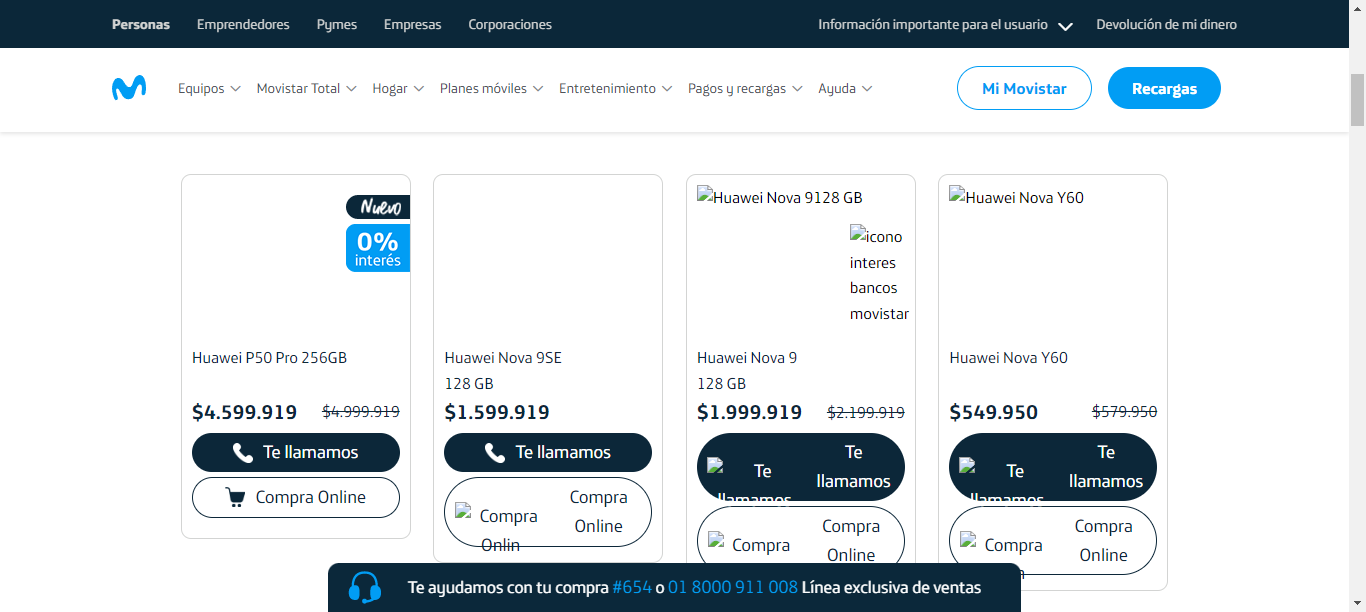 Personas Emprendedores Pymes Empresas Corporaciones Información importante para el usuario Devolución de mi dinero
Equipos Movistar Total Hogar Planes móviles Entretenimiento Pagos y recargas Ayuda Mi Movistar Recargas
Nuevo
0%
interés
Huawei P50 Pro 256GB
$4.599.919 $4.999.919
Te llamamos
Compra Online
Huawei Nova 9SE
128 GB
$1.599.919
Te llamamos
Compra
Onlin
Compra
Online
Huawei Nova 9128 GB
icono
interes
bancos
movistar
Huawei Nova 9
128 GB
$1.999.919 $2.199.919
Te
llamamos
Te
llamamos
Compra
Compra
Online
Huawei Nova Y60
Huawei Nova Y60
$549.950 $579.950
Te
llamamos
Te
llamamos
Compra
Compra
Online
Te ayudamos con tu compra #654 o 01 8000 911 008 Línea exclusiva de ventas